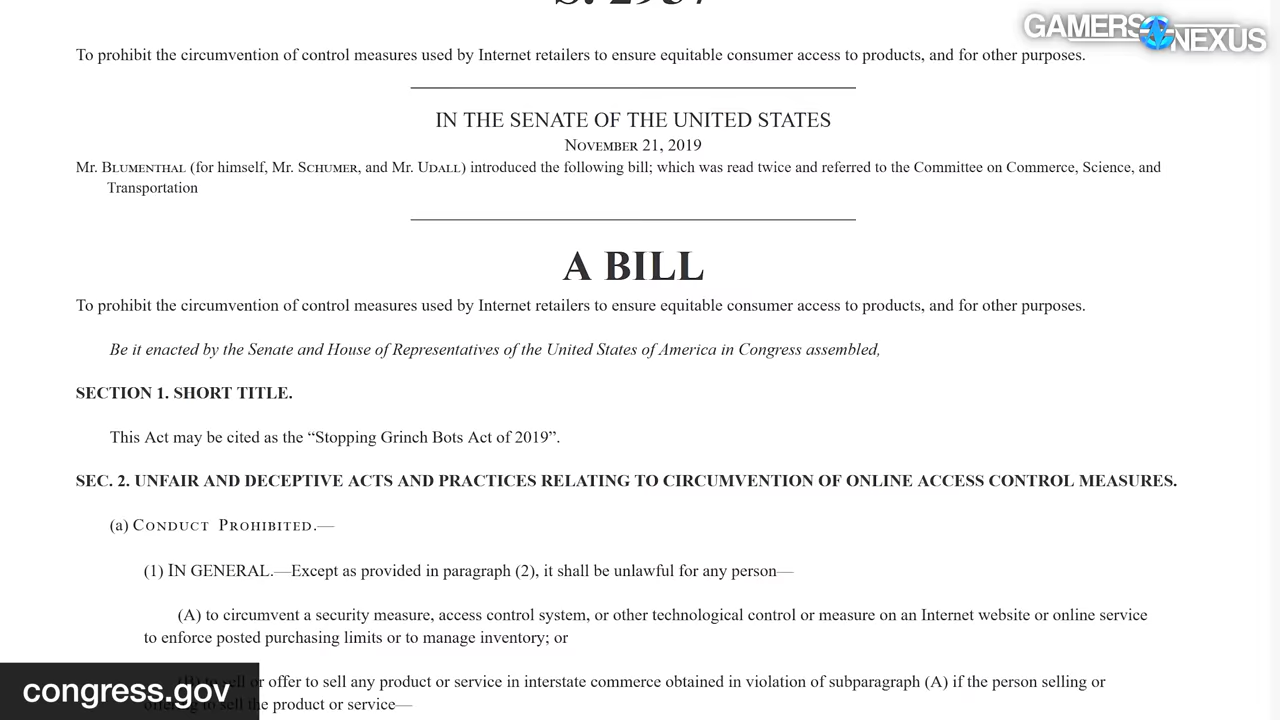 GAMERS NEXUS
To prohibit the circumvention of control measures used by Internet retailers to ensure equitable consumer access to products, and for other purposes.
IN THE SENATE OF THE UNITED STATES
NOVEMBER 21, 2019
Mr. BLUMENTHAL (for himself, Mr. SCHUMER, and Mr. UDALL) introduced the following bill; which was read twice and referred to the Committee on Commerce, Science, and
Transportation
A BILL
To prohibit the circumvention of control measures used by Internet retailers to ensure equitable consumer access to products, and for other purposes.
Be it enacted by the Senate and House of Representatives of the United States of America in Congress assembled,
SECTION 1. SHORT TITLE.
This Act may be cited as the “Stopping Grinch Bots Act of 2019”.
SEC. 2. UNFAIR AND DECEPTIVE ACTS AND PRACTICES RELATING TO CIRCUMVENTION OF ONLINE ACCESS CONTROL MEASURES.
(a) CONDUCT PROHIBITED.—
(1) IN GENERAL.—Except as provided in paragraph (2), it shall be unlawful for any person—
(A) to circumvent a security measure, access control system, or other technological control or measure on an Internet website or online service
to enforce posted purchasing limits or to manage inventory; or
(B) to sell or offer to sell any product or service in interstate commerce obtained in violation of subparagraph (A) if the person selling or
offering to sell the product or service—
congress.gov